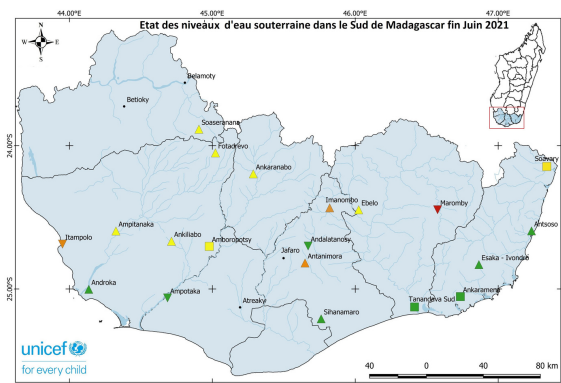 44.00°E 45.00°E 46.00°E 47.00°E
Etat des niveaux d'eau souterraine dans le Sud de Madagascar fin Juin 2021
N
W E
S
Belamoty
Betioky
Soaseranana
Fotadrevo
24.00°S
Soavary
Ankaranabo
Imanombo
Ebelo
Maromby
Ampitanaka
Antsoso
Itampolo
Ankiliabo
Amboropotsy
Andalatanosy
Jafaro
Antanimora
Esaka - Ivondro
25.00°S
Androka
Ampotaka
Ankaramena
Atreaky
Tanandava Sud
Sihanamaro
unicef
for every child
40 0 40 80 km